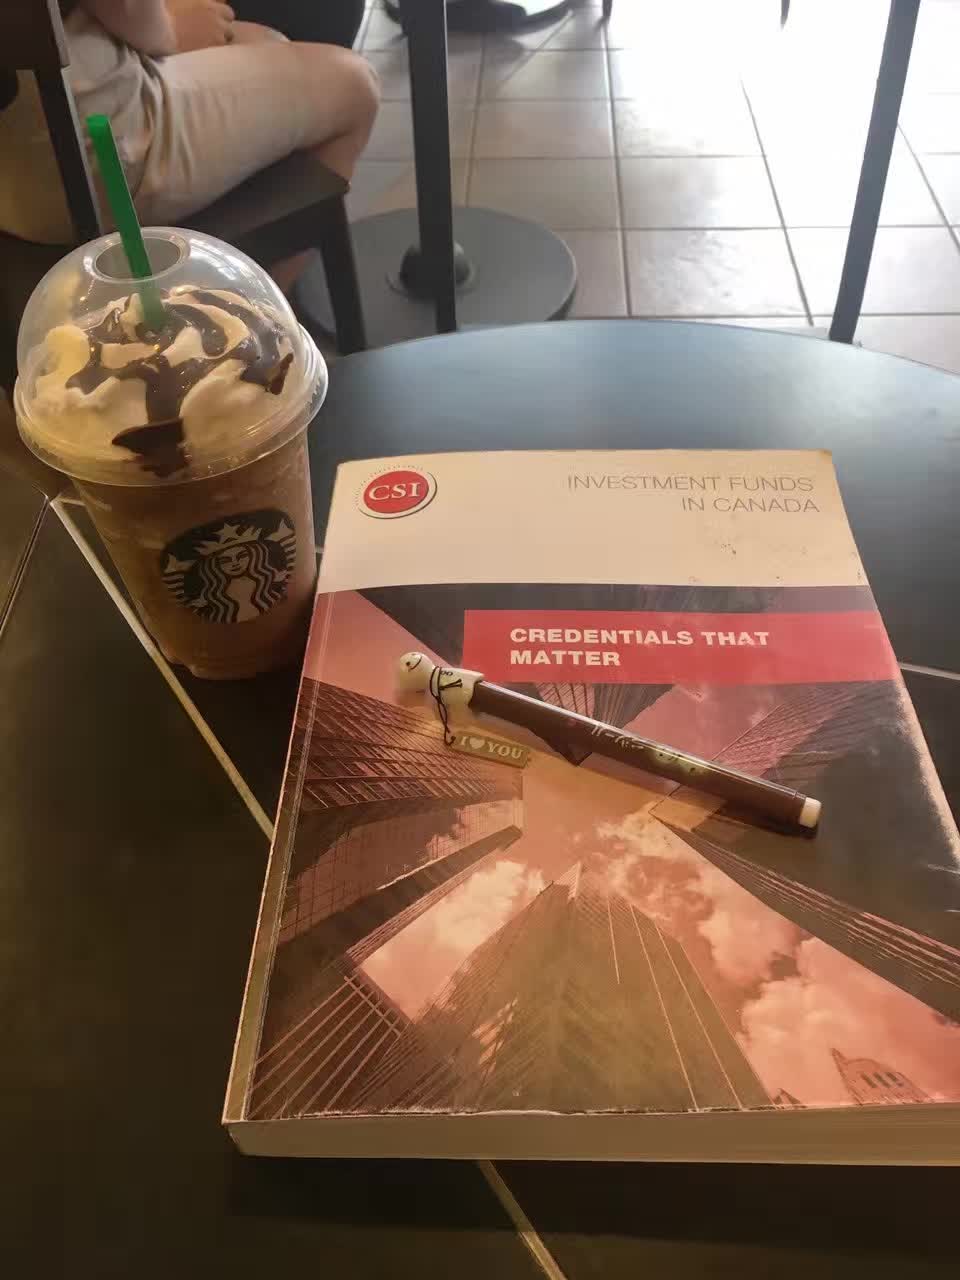 CSI
INVESTMENT FUNDS
IN CANADA
CREDENTIALS THAT
MATTER
I ♥ YOU